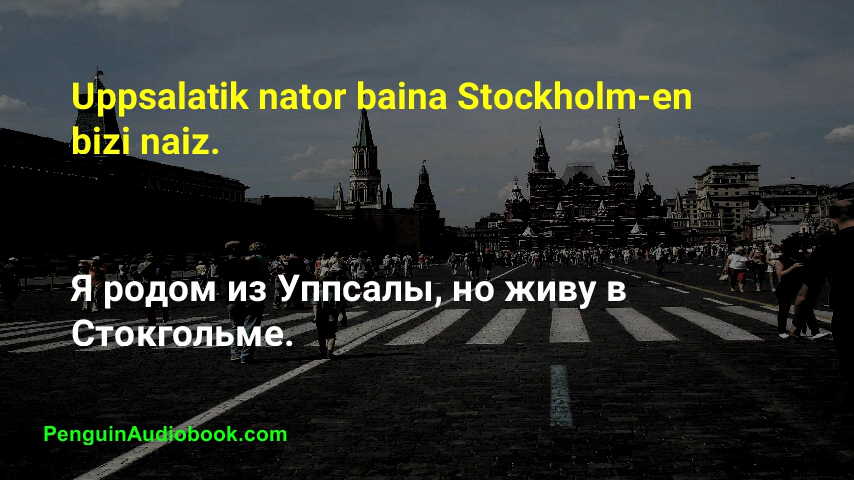 Uppsalatik nator baina Stockholm-en
bizi naiz.
Я родом из Уппсалы, но живу в
Стокгольме.
PenguinAudiobook.com